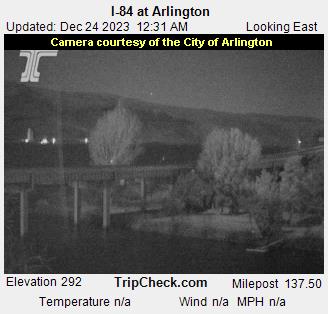 I-84 at Arlington
Updated: Dec 24 2023 12:31 AM Looking East
Camera courtesy of the City of Arlington
Elevation 292 TripCheck.com Milepost 137.50
Temperature n/a Wind n/a MPH n/a